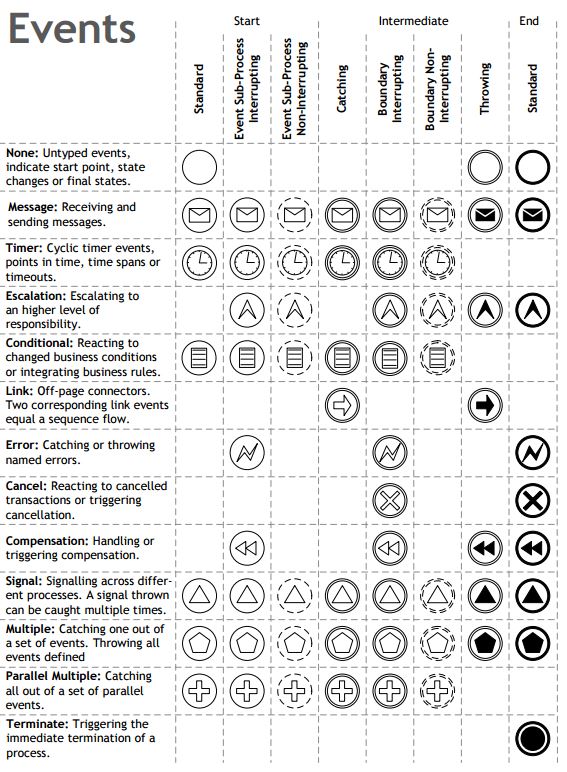 Events
Start
Intermediate
End
Standard
Event Sub-Process
Interrupting
Event Sub-Process
Non-Interrupting
Catching
Boundary
Interrupting
Boundary Non-
Interrupting
Throwing
Standard
None: Untyped events,
indicate start point, state
changes or final states.
Message: Receiving and
sending messages.
Timer: Cyclic timer events,
points in time, time spans or
timeouts.
Escalation: Escalating to
an higher level of
responsibility.
Conditional: Reacting to
changed business conditions
or integrating business rules.
Link: Off-page connectors.
Two corresponding link events
equal a sequence flow.
Error: Catching or throwing
named errors.
Cancel: Reacting to cancelled
transactions or triggering
cancellation.
Compensation: Handling or
triggering compensation.
Signal: Signalling across differ-
ent processes. A signal thrown
can be caught multiple times.
Multiple: Catching one out of
a set of events. Throwing all
events defined
Parallel Multiple: Catching
all out of a set of parallel
events.
Terminate: Triggering the
immediate termination of a
process.